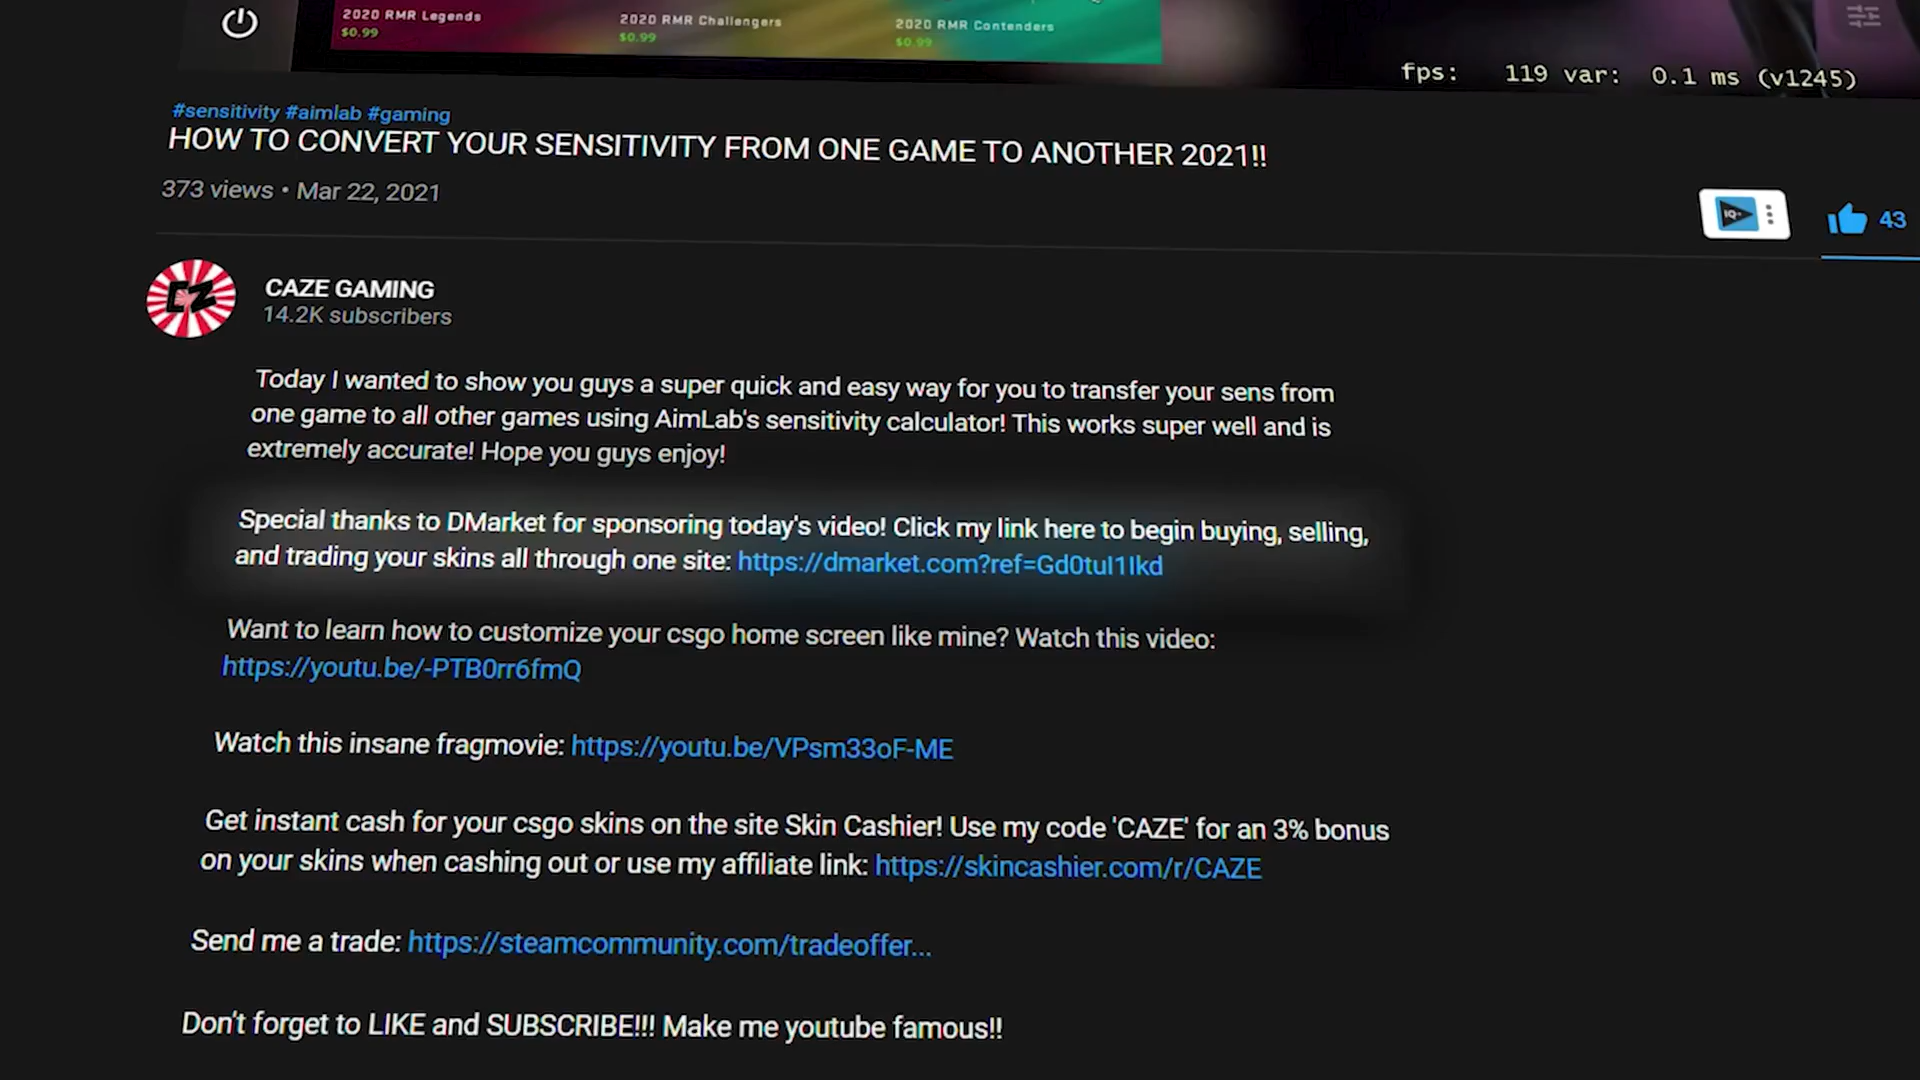 2020 RMR Legends
$0.99
2020 RMR Challengers
$0.99
2020 RMR Contenders
$0.99
fps: 119 var: 0.1 ms (v1245)
#sensitivity #aimlab #gaming
HOW TO CONVERT YOUR SENSITIVITY FROM ONE GAME TO ANOTHER 2021!!
373 views • Mar 22, 2021
IQ
43
CZ
CAZE GAMING
14.2K subscribers
Today I wanted to show you guys a super quick and easy way for you to transfer your sens from
one game to all other games using AimLab's sensitivity calculator! This works super well and is
extremely accurate! Hope you guys enjoy!
Special thanks to DMarket for sponsoring today's video! Click my link here to begin buying, selling,
and trading your skins all through one site: https://dmarket.com?ref=Gd0tul1Ikd
Want to learn how to customize your csgo home screen like mine? Watch this video:
https://youtu.be/-PTB0rr6fmQ
Watch this insane fragmovie: https://youtu.be/VPsm33oF-ME
Get instant cash for your csgo skins on the site Skin Cashier! Use my code 'CAZE' for an 3% bonus
on your skins when cashing out or use my affiliate link: https://skincashier.com/r/CAZE
Send me a trade: https://steamcommunity.com/tradeoffer...
Don't forget to LIKE and SUBSCRIBE!!! Make me youtube famous!!